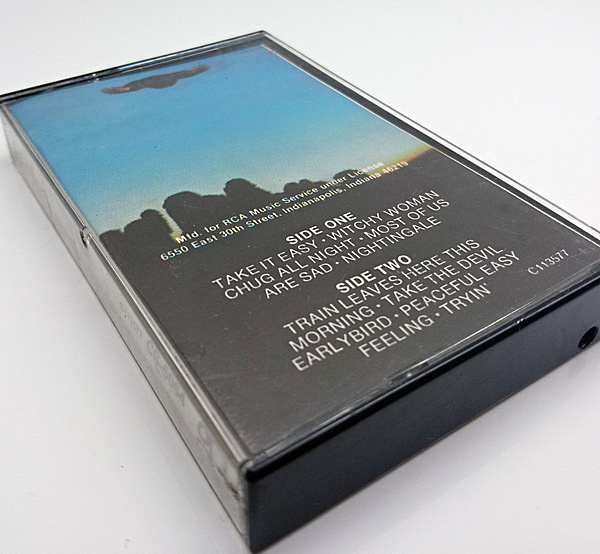 Mfd. for RCA Music Service under License
6550 East 30th Street. Indianapolis, Indiana 46219
SIDE ONE
TAKE IT EASY • WITCHY WOMAN
CHUG ALL NIGHT • MOST OF US
ARE SAD • NIGHTINGALE
SIDE TWO
TRAIN LEAVES HERE THIS
MORNING • TAKE THE DEVIL
EARLYBIRD • PEACEFUL EASY
FEELING • TRYIN'
C113577